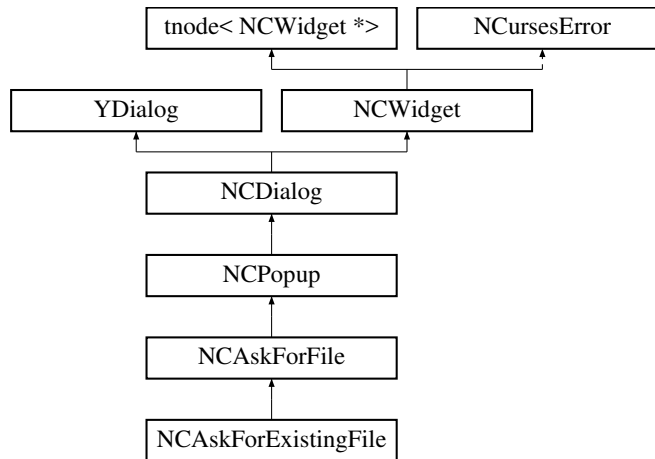 tnode< NCWidget *>
NCursesError
YDialog
NCWidget
NCDialog
NCPopup
NCAskForFile
NCAskForExistingFile